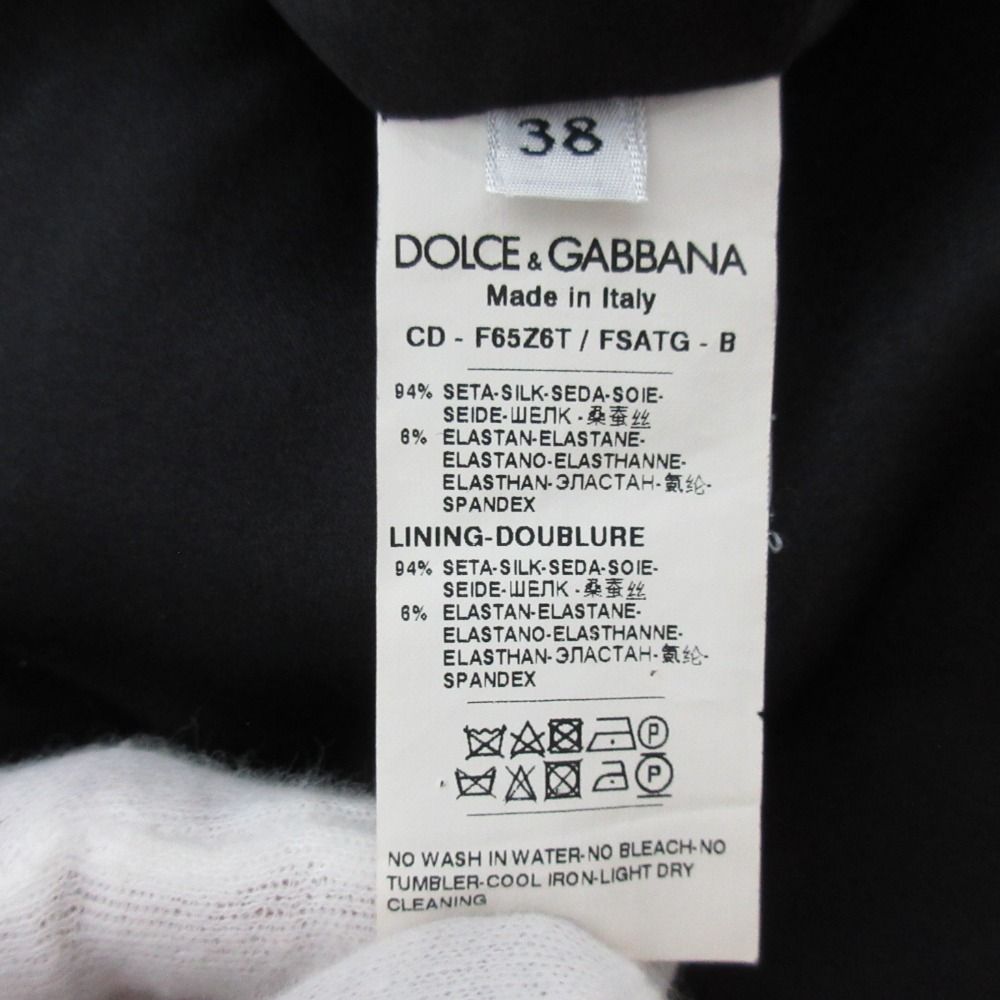 38
DOLCE & GABBANA
Made in Italy
CD - F65Z6T / FSATG - B
94% SETA-SILK-SEDA-SOIE-
SEIDE-ШЕЛК -桑蚕丝
6% ELASTAN-ELASTANE-
ELASTANO-ELASTHANNE-
ELASTHAN-ЭЛАСТАН-氨纶-
SPANDEX
LINING-DOUBLURE
94% SETA-SILK-SEDA-SOIE-
SEIDE-ШЕЛК -桑蚕丝
6% ELASTAN-ELASTANE-
ELASTANO-ELASTHANNE-
ELASTHAN-ЭЛАСТАН-氨纶-
SPANDEX
P
P
NO WASH IN WATER-NO BLEACH-NO
TUMBLER-COOL IRON-LIGHT DRY
CLEANING